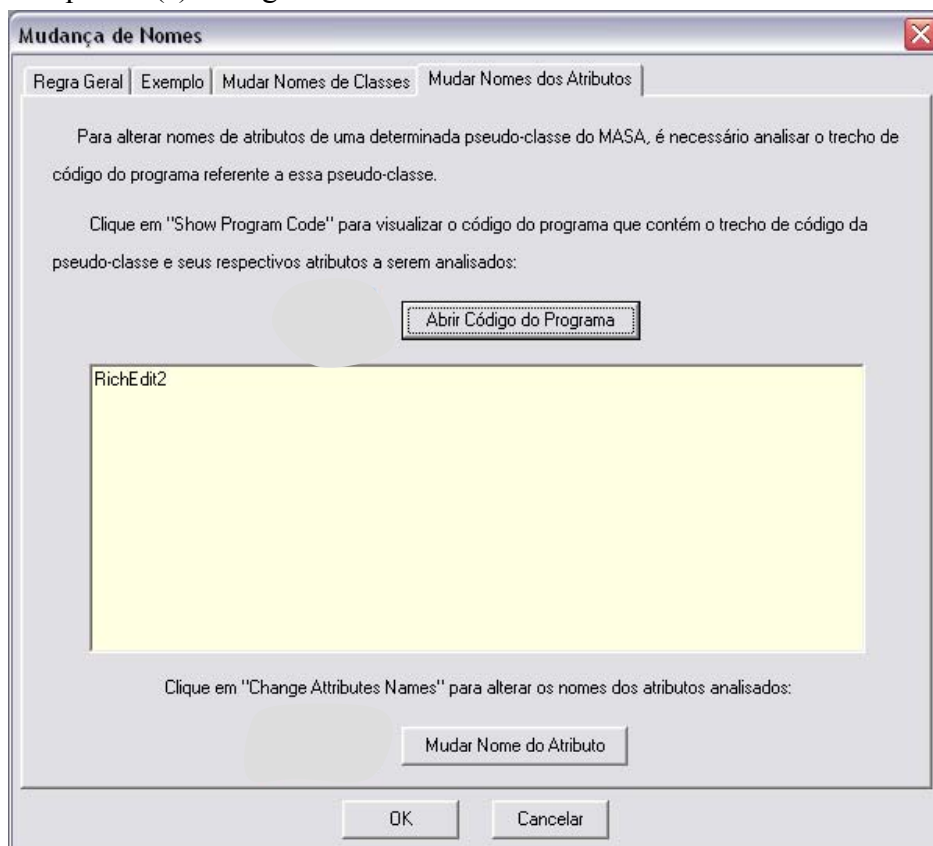 Mudança de Nomes
Regra Geral Exemplo Mudar Nomes de Classes Mudar Nomes dos Atributos
Para alterar nomes de atributos de uma determinada pseudo-classe do MASA, é necessário analisar o trecho de
código do programa referente a essa pseudo-classe.
Clique em "Show Program Code" para visualizar o código do programa que contém o trecho de código da
pseudo-classe e seus respectivos atributos a serem analisados:
Abrir Código do Programa
RichEdit2
Clique em "Change Attributes Names" para alterar os nomes dos atributos analisados:
Mudar Nome do Atributo
OK Cancelar